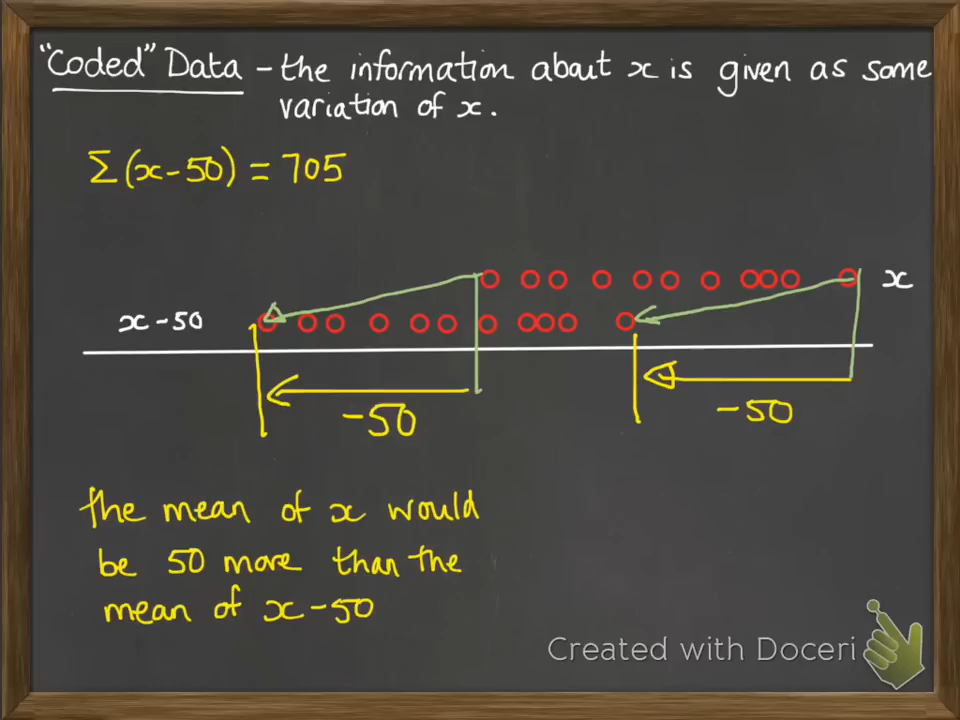 "Coded" Data - the information about x is given as some
variation of x.
Σ(x-50) = 705
x
x-50
-50
-50
the mean of x would
be 50 more than the
mean of x-50
Created with Doceri